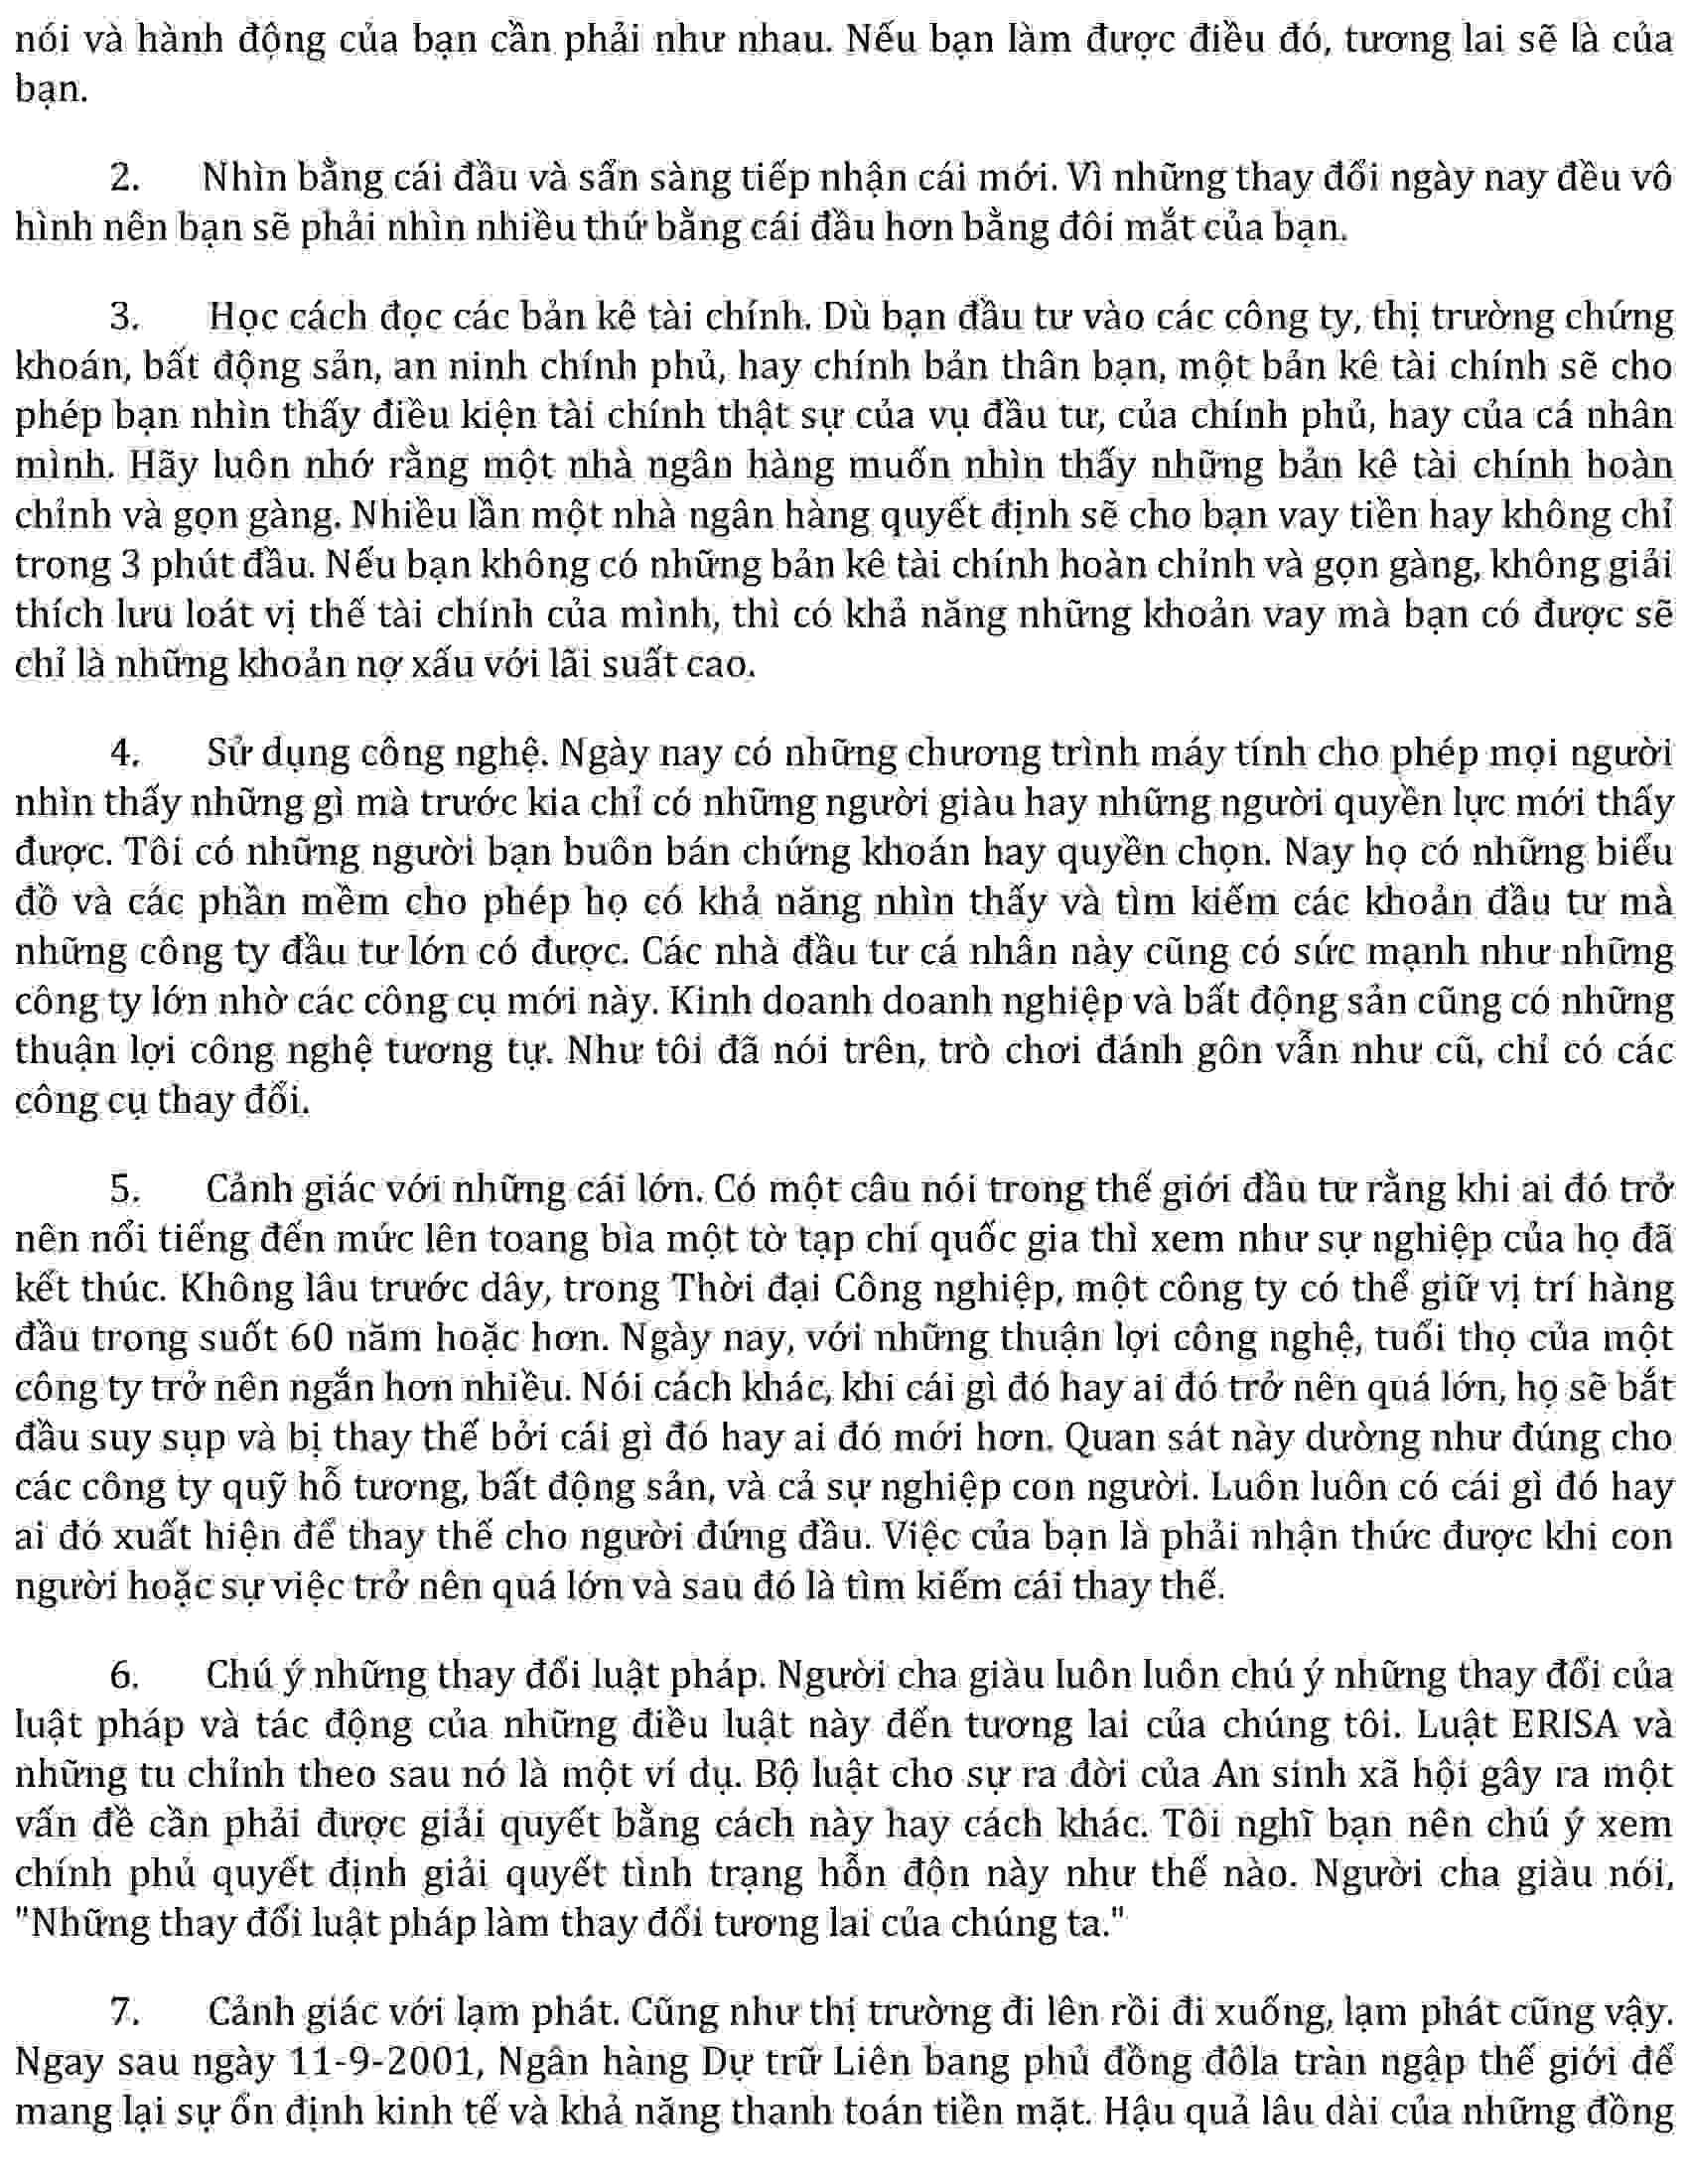 nói và hành động của bạn cần phải như nhau. Nếu bạn làm được điều đó, tương lai sẽ là của
bạn.
2. Nhìn bằng cái đầu và sẵn sàng tiếp nhận cái mới. Vì những thay đổi ngày nay đều vô
hình nên bạn sẽ phải nhìn nhiều thứ bằng cái đầu hơn bằng đôi mắt của bạn.
3. Học cách đọc các bản kê tài chính. Dù bạn đầu tư vào các công ty, thị trường chứng
khoán, bất động sản, an ninh chính phủ, hay chính bản thân bạn, một bản kê tài chính sẽ cho
phép bạn nhìn thấy điều kiện tài chính thật sự của vụ đầu tư, của chính phủ, hay của cá nhân
mình. Hãy luôn nhớ rằng một nhà ngân hàng muốn nhìn thấy những bản kê tài chính hoàn
chỉnh và gọn gàng. Nhiều lần một nhà ngân hàng quyết định sẽ cho bạn vay tiền hay không chỉ
trong 3 phút đầu. Nếu bạn không có những bản kê tài chính hoàn chỉnh và gọn gàng, không giải
thích lưu loát vị thế tài chính của mình, thì có khả năng những khoản vay mà bạn có được sẽ
chỉ là những khoản nợ xấu với lãi suất cao.
4. Sử dụng công nghệ. Ngày nay có những chương trình máy tính cho phép mọi người
nhìn thấy những gì mà trước kia chỉ có những người giàu hay những người quyền lực mới thấy
được. Tôi có những người bạn buôn bán chứng khoán hay quyền chọn. Nay họ có những biểu
đồ và các phần mềm cho phép họ có khả năng nhìn thấy và tìm kiếm các khoản đầu tư mà
những công ty đầu tư lớn có được. Các nhà đầu tư cá nhân này cũng có sức mạnh như những
công ty lớn nhờ các công cụ mới này. Kinh doanh doanh nghiệp và bất động sản cũng có những
thuận lợi công nghệ tương tự. Như tôi đã nói trên, trò chơi đánh gôn vẫn như cũ, chỉ có các
công cụ thay đổi.
5. Cảnh giác với những cái lớn. Có một câu nói trong thế giới đầu tư rằng khi ai đó trở
nên nổi tiếng đến mức lên toang bìa một tờ tạp chí quốc gia thì xem như sự nghiệp của họ đã
kết thúc. Không lâu trước dây, trong Thời đại Công nghiệp, một công ty có thể giữ vị trí hàng
đầu trong suốt 60 năm hoặc hơn. Ngày nay, với những thuận lợi công nghệ, tuổi thọ của một
công ty trở nên ngắn hơn nhiều. Nói cách khác, khi cái gì đó hay ai đó trở nên quá lớn, họ sẽ bắt
đầu suy sụp và bị thay thế bởi cái gì đó hay ai đó mới hơn. Quan sát này dường như đúng cho
các công ty quỹ hỗ tương, bất động sản, và cả sự nghiệp con người. Luôn luôn có cái gì đó hay
ai đó xuất hiện để thay thế cho người đứng đầu. Việc của bạn là phải nhận thức được khi con
người hoặc sự việc trở nên quá lớn và sau đó là tìm kiếm cái thay thế.
6. Chú ý những thay đổi luật pháp. Người cha giàu luôn luôn chú ý những thay đổi của
luật pháp và tác động của những điều luật này đến tương lai của chúng tôi. Luật ERISA và
những tu chỉnh theo sau nó là một ví dụ. Bộ luật cho sự ra đời của An sinh xã hội gây ra một
vấn đề cần phải được giải quyết bằng cách này hay cách khác. Tôi nghĩ bạn nên chú ý xem
chính phủ quyết định giải quyết tình trạng hỗn độn này như thế nào. Người cha giàu nói,
"Những thay đổi luật pháp làm thay đổi tương lai của chúng ta."
7. Cảnh giác với lạm phát. Cũng như thị trường đi lên rồi đi xuống, lạm phát cũng vậy.
Ngay sau ngày 11-9-2001, Ngân hàng Dự trữ Liên bang phủ đồng đôla tràn ngập thế giới để
mang lại sự ổn định kinh tế và khả năng thanh toán tiền mặt. Hậu quả lâu dài của những đồng